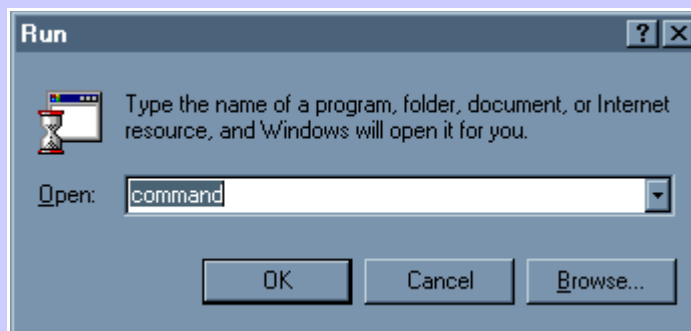 Run
Type the name of a program, folder, document, or Internet
resource, and Windows will open it for you.
Open: command
OK Cancel Browse...